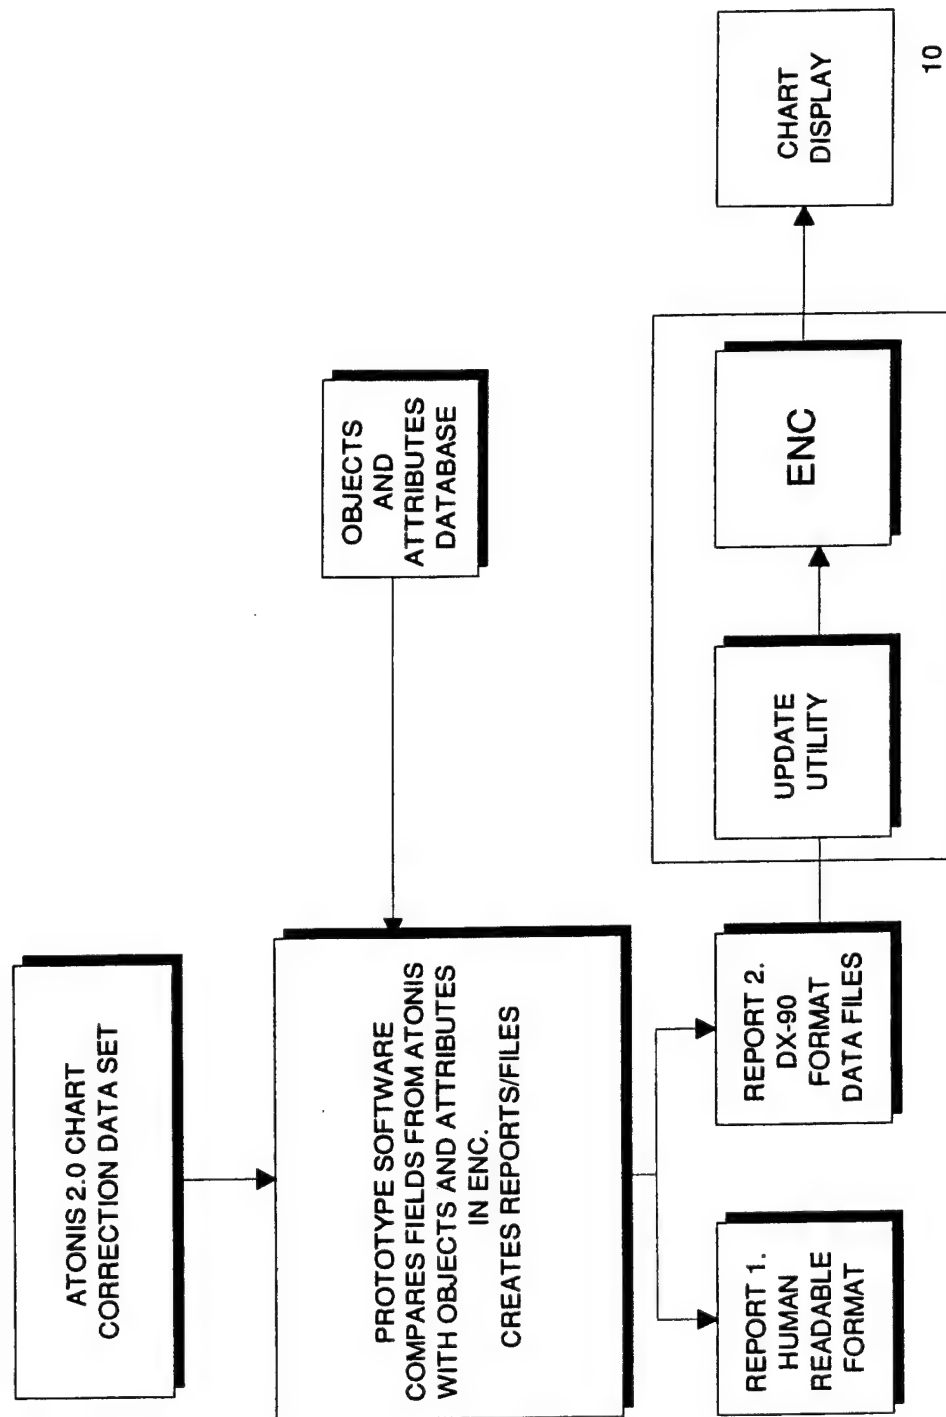 ATONIS 2.0 CHART
CORRECTION DATA SET
PROTOTYPE SOFTWARE
COMPARES FIELDS FROM ATONIS
WITH OBJECTS AND ATTRIBUTES
IN ENC.
CREATES REPORTS/FILES
OBJECTS
AND
ATTRIBUTES
DATABASE
REPORT 1.
HUMAN
READABLE
FORMAT
REPORT 2.
DX-90
FORMAT
DATA FILES
UPDATE
UTILITY
ENC
CHART
DISPLAY
10